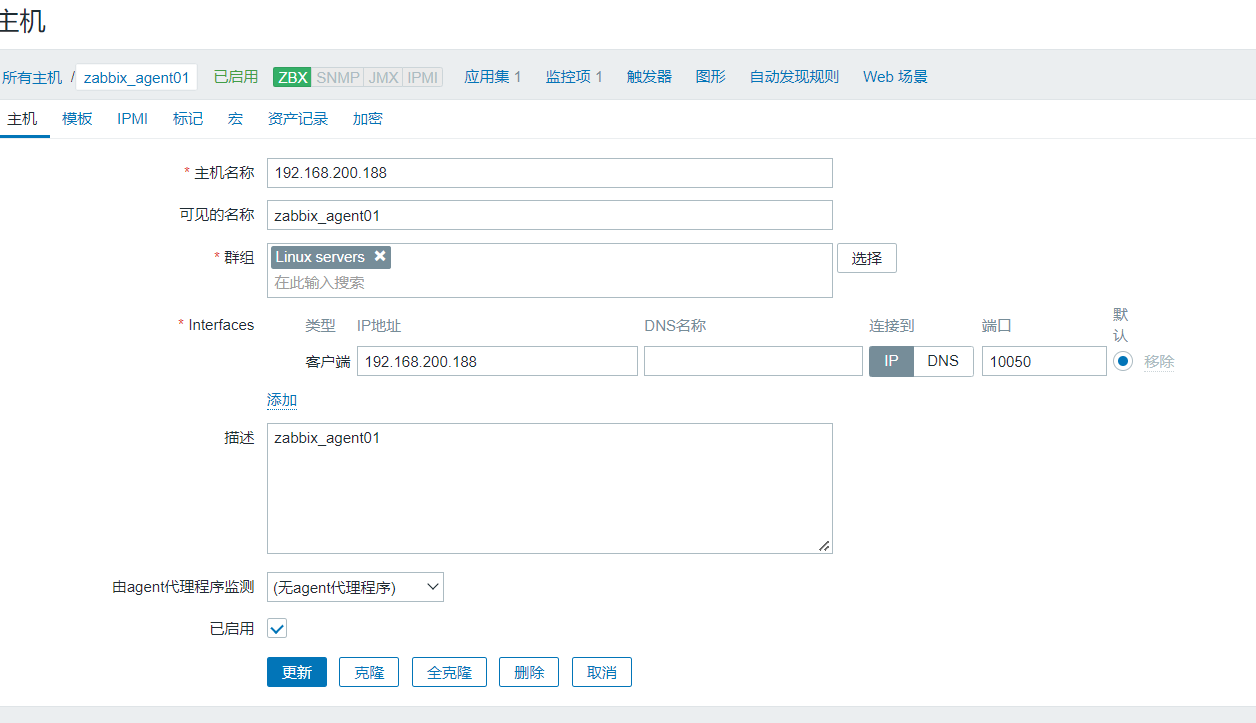 主机
所有主机 / zabbix_agent01 已启用 ZBX SNMP JMX IPMI 应用集 1 监控项 1 触发器 图形 自动发现规则 Web 场景
主机 模板 IPMI 标记 宏 资产记录 加密
* 主机名称 192.168.200.188
可见的名称 zabbix_agent01
* 群组 Linux servers ✖ 选择
在此输入搜索
* Interfaces 类型 IP地址 DNS名称 连接到 端口 默认
客户端 192.168.200.188 IP DNS 10050 移除
添加
描述 zabbix_agent01
由agent代理程序监测 (无agent代理程序)
已启用
更新 克隆 全克隆 删除 取消